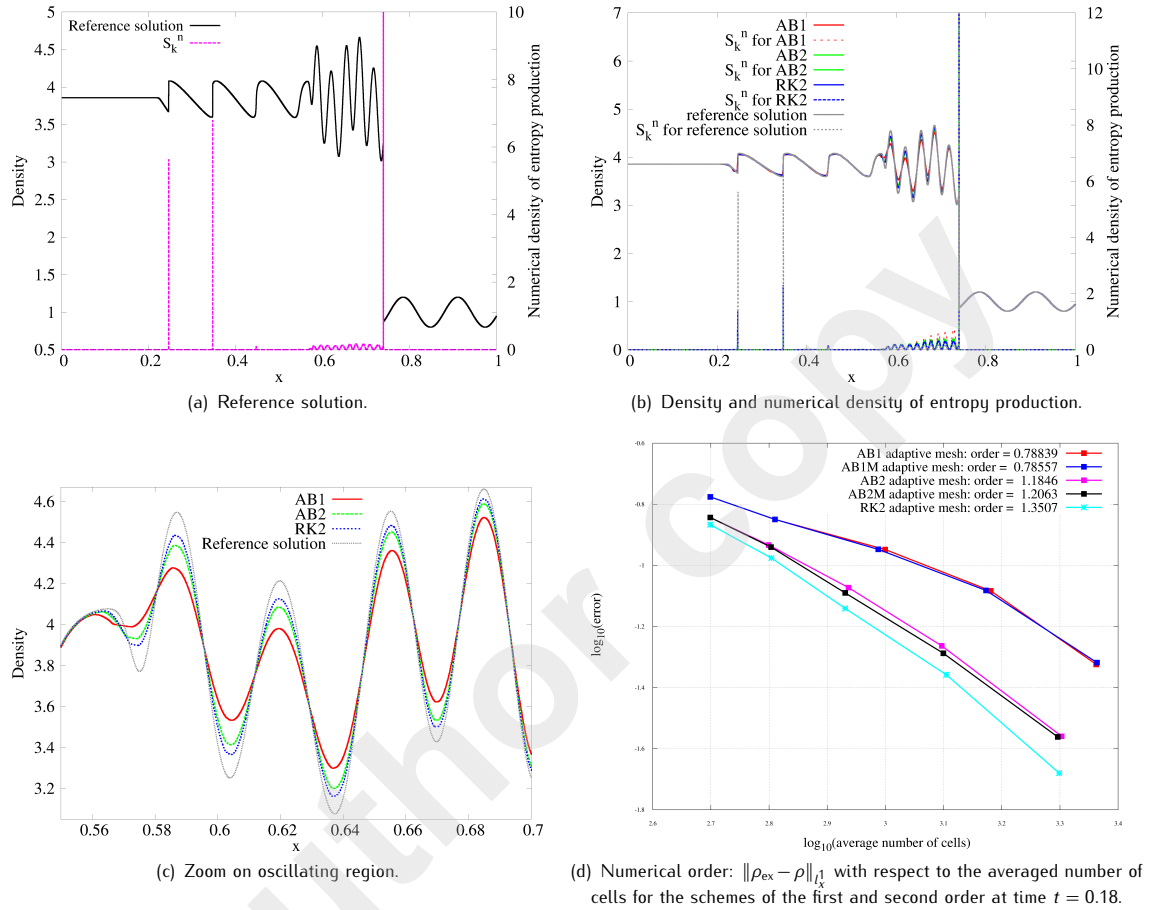 Reference solution
S_k^n
Density
Numerical density of entropy production
5
4.5
4
3.5
3
2.5
2
1.5
1
0.5
10
8
6
4
2
0
0 0.2 0.4 0.6 0.8 1
x
(a) Reference solution.
AB1
S_k^n for AB1
AB2
S_k^n for AB2
RK2
S_k^n for RK2
reference solution
S_k^n for reference solution
Density
Numerical density of entropy production
7
6
5
4
3
2
1
0
12
10
8
6
4
2
0
0 0.2 0.4 0.6 0.8 1
x
(b) Density and numerical density of entropy production.
AB1
AB2
RK2
Reference solution
Density
4.6
4.4
4.2
4
3.8
3.6
3.4
3.2
0.56 0.58 0.6 0.62 0.64 0.66 0.68 0.7
x
(c) Zoom on oscillating region.
AB1 adaptive mesh: order = 0.78839
AB1M adaptive mesh: order = 0.78557
AB2 adaptive mesh: order = 1.1846
AB2M adaptive mesh: order = 1.2063
RK2 adaptive mesh: order = 1.3507
log₁₀(error)
-0.6
-0.8
-1
-1.2
-1.4
-1.6
-1.8
2.6 2.7 2.8 2.9 3 3.1 3.2 3.3 3.4
log₁₀(average number of cells)
(d) Numerical order: ‖ρ_ex − ρ‖_{l_x^1} with respect to the averaged number of
cells for the schemes of the first and second order at time t = 0.18.
uthor copy